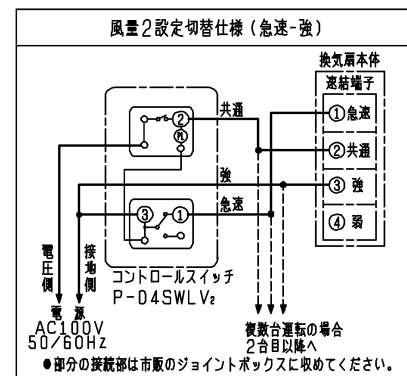 風量2設定切替仕様(急速-強)
換気扇本体
速結端子
①急速
②共通
③ 強
④ 弱
共通
強
急速
②
PL
③
①
電圧側
接地側
コントロールスイッチ
P-04SWLV₂
電 源
AC100V
50/60Hz
複数台運転の場合
2台目以降へ
●部分の接続部は市販のジョイントボックスに収めてください。